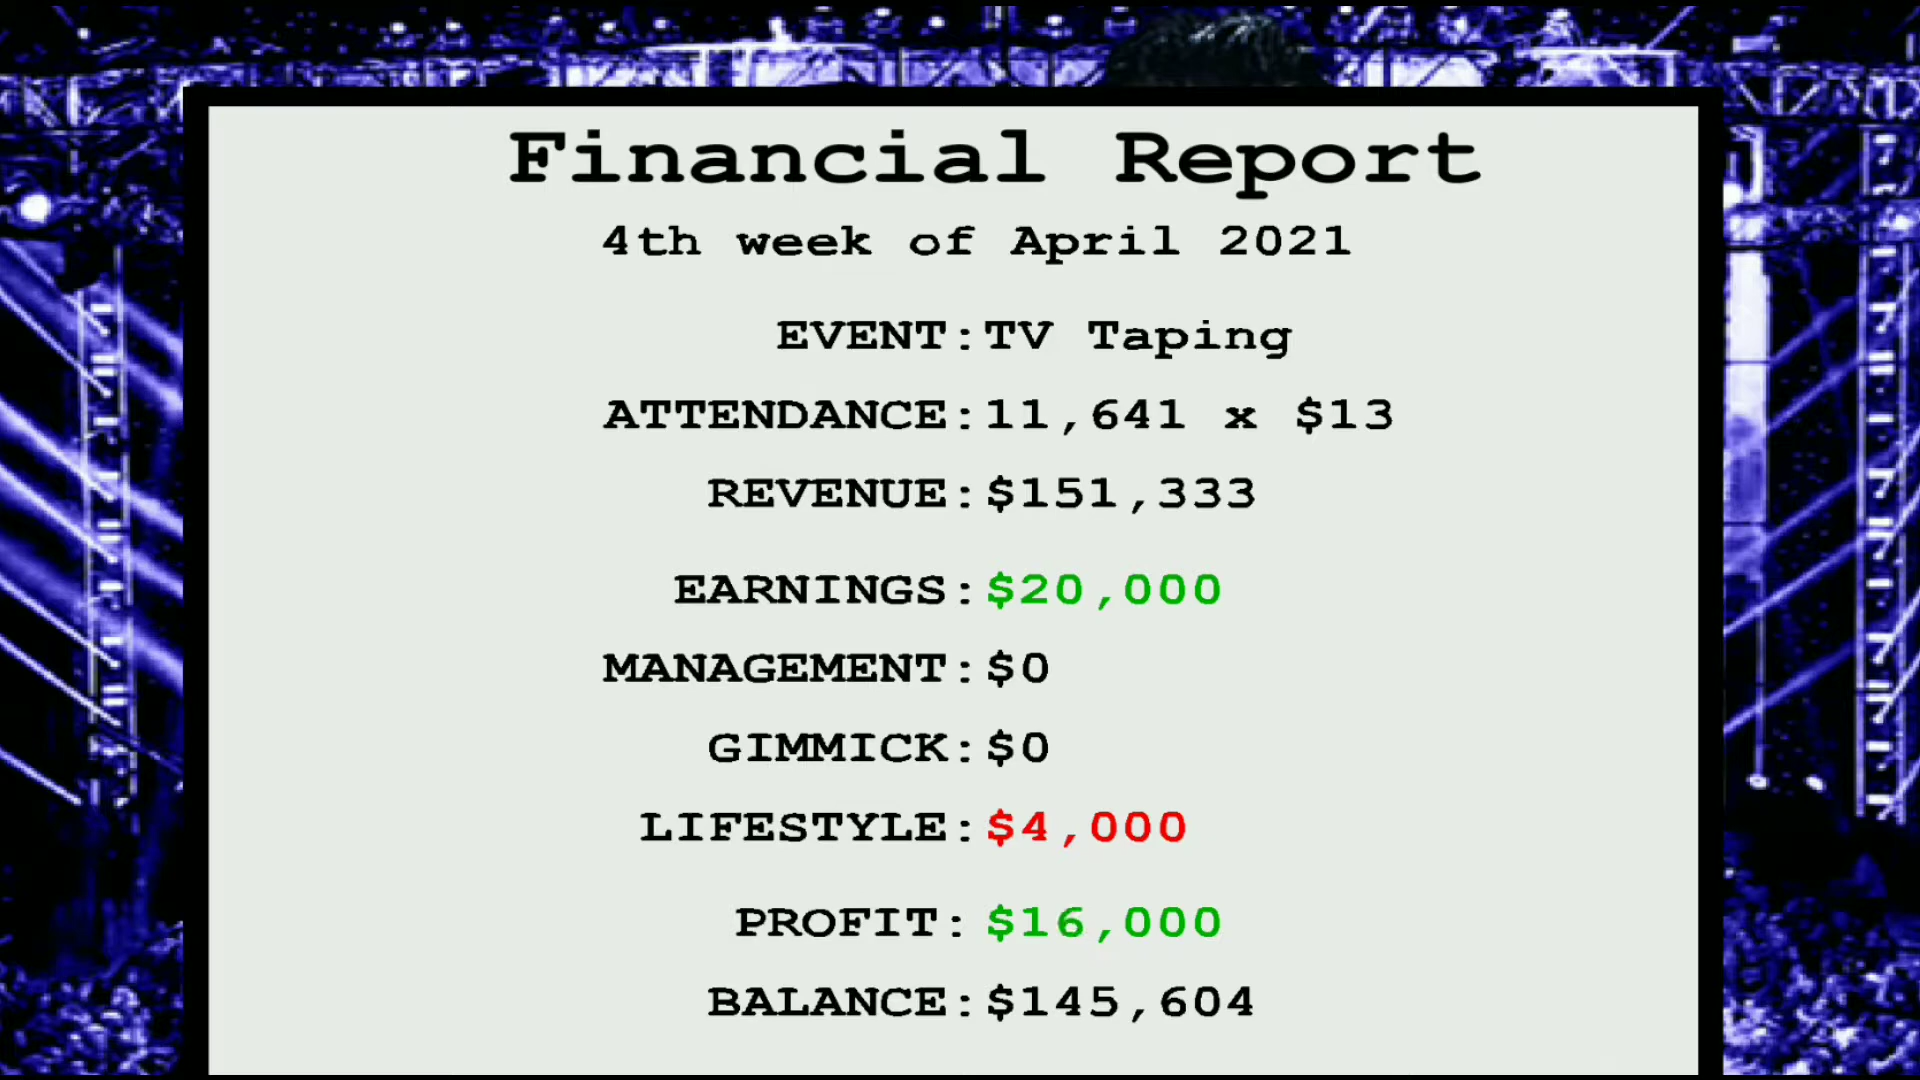 Financial Report
4th week of April 2021
EVENT: TV Taping
ATTENDANCE: 11,641 x $13
REVENUE: $151,333
EARNINGS: $20,000
MANAGEMENT: $0
GIMMICK: $0
LIFESTYLE: $4,000
PROFIT: $16,000
BALANCE: $145,604